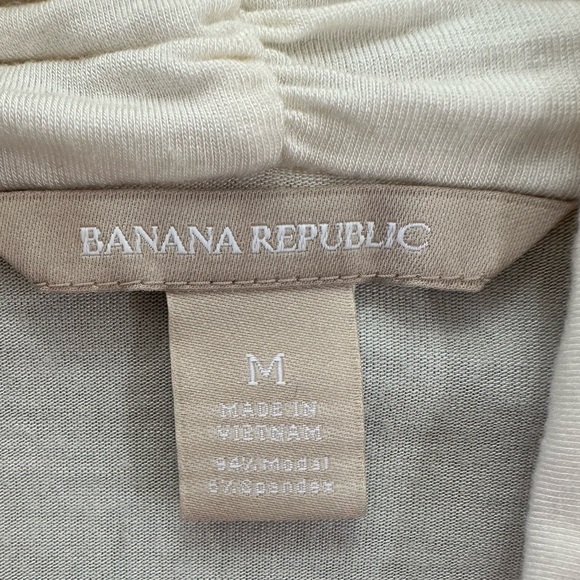 BANANA REPUBLIC
M
MADE IN
VIETNAM
94% Modal
6% Spandex